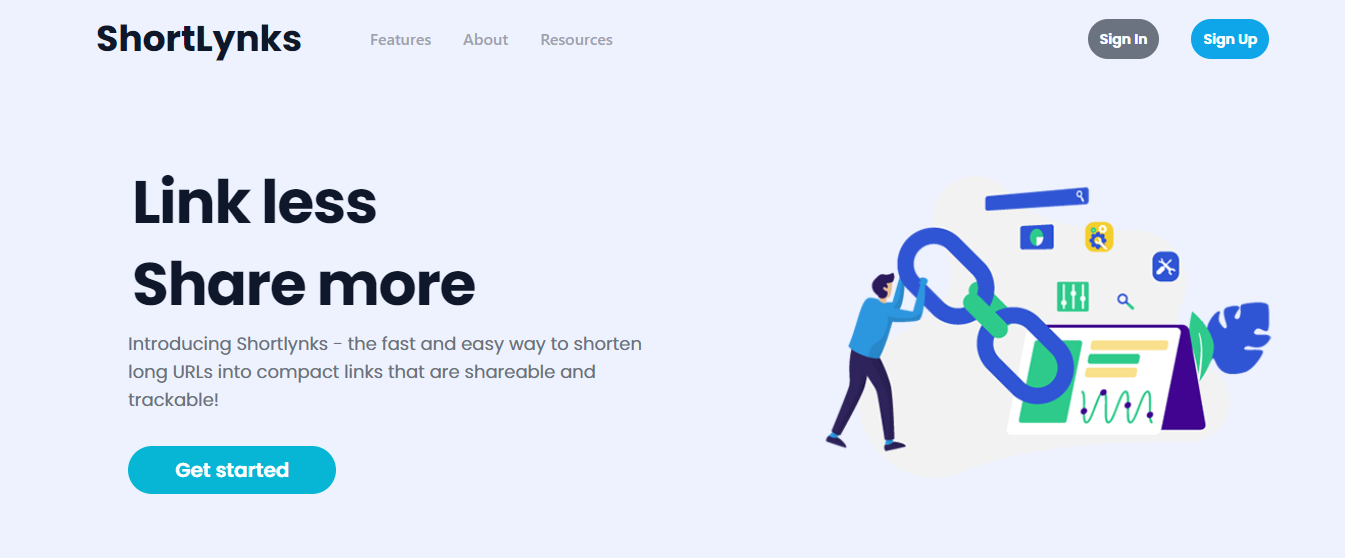 ShortLynks
Features
About
Resources
Sign In
Sign Up
Link less
Share more
Introducing Shortlynks - the fast and easy way to shorten
long URLs into compact links that are shareable and
trackable!
Get started